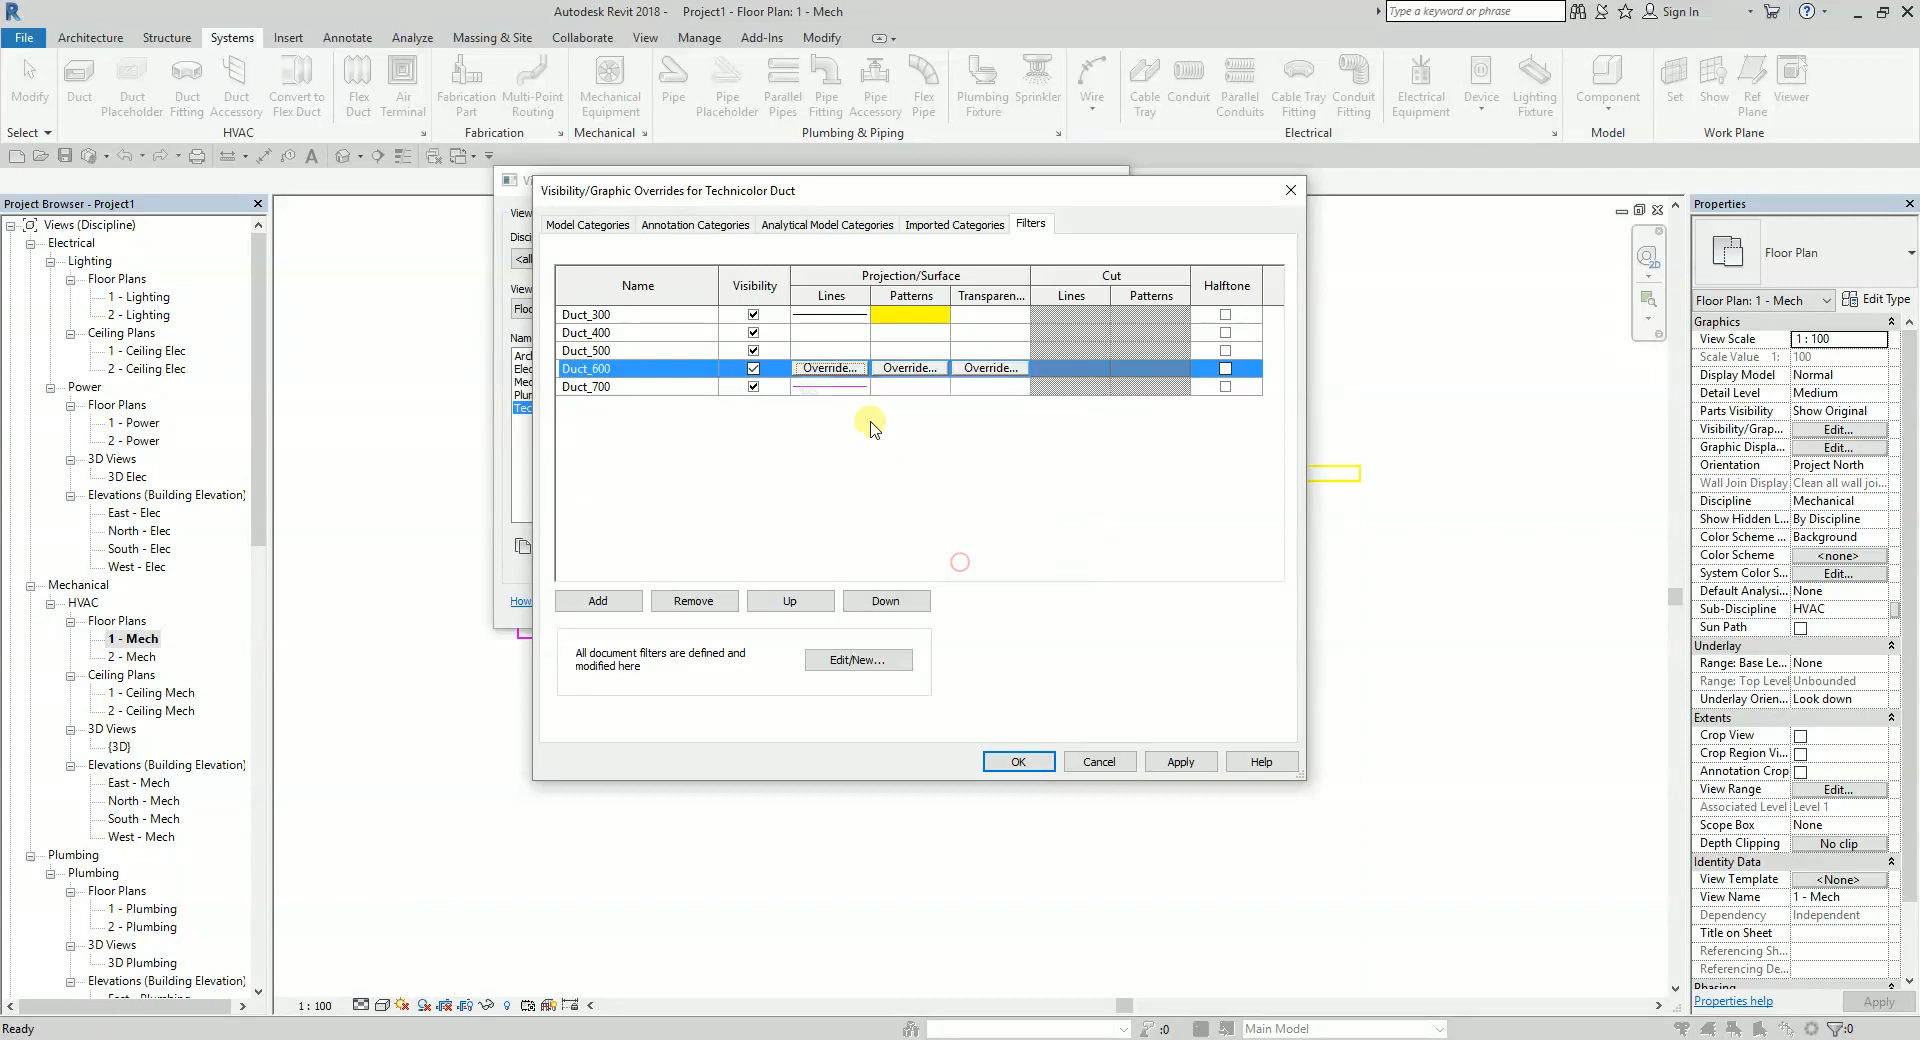 Autodesk Revit 2018 - Project1 - Floor Plan: 1 - Mech
Type a keyword or phrase
Sign In
File Architecture Structure Systems Insert Annotate Analyze Massing & Site Collaborate View Manage Add-Ins Modify
Modify
Duct
Duct Placeholder
Duct Fitting
Duct Accessory
Convert to Flex Duct
Flex Duct
Air Terminal
Fabrication Part
Multi-Point Routing
Mechanical Equipment
Pipe
Pipe Placeholder
Parallel Pipes
Pipe Fitting
Pipe Accessory
Flex Pipe
Plumbing Fixture
Sprinkler
Wire
Cable Tray
Conduit
Parallel Conduits
Cable Tray Fitting
Conduit Fitting
Electrical Equipment
Device
Lighting Fixture
Component
Set
Show
Ref Plane
Viewer
Select HVAC Fabrication Mechanical Plumbing & Piping Electrical Model Work Plane
Project Browser - Project1
Views (Discipline)
Electrical
Lighting
Floor Plans
1 - Lighting
2 - Lighting
Ceiling Plans
1 - Ceiling Elec
2 - Ceiling Elec
Power
Floor Plans
1 - Power
2 - Power
3D Views
3D Elec
Elevations (Building Elevation)
East - Elec
North - Elec
South - Elec
West - Elec
Mechanical
HVAC
Floor Plans
1 - Mech
2 - Mech
Ceiling Plans
1 - Ceiling Mech
2 - Ceiling Mech
3D Views
{3D}
Elevations (Building Elevation)
East - Mech
North - Mech
South - Mech
West - Mech
Plumbing
Plumbing
Floor Plans
1 - Plumbing
2 - Plumbing
3D Views
3D Plumbing
Elevations (Building Elevation)
View
Disci
<all
View
Floo
Nam
Arc
Elec
Mec
Plur
Tec
How
Visibility/Graphic Overrides for Technicolor Duct
Model Categories Annotation Categories Analytical Model Categories Imported Categories Filters
Name Visibility Projection/Surface Cut Halftone
Lines Patterns Transparen... Lines Patterns
Duct_300
Duct_400
Duct_500
Duct_600 Override... Override... Override...
Duct_700
Add Remove Up Down
All document filters are defined and
modified here
Edit/New...
OK Cancel Apply Help
2D
Properties
Floor Plan
Floor Plan: 1 - Mech Edit Type
Graphics
View Scale 1 : 100
Scale Value 1: 100
Display Model Normal
Detail Level Medium
Parts Visibility Show Original
Visibility/Grap... Edit...
Graphic Displa... Edit...
Orientation Project North
Wall Join Display Clean all wall joi...
Discipline Mechanical
Show Hidden L... By Discipline
Color Scheme ... Background
Color Scheme <none>
System Color S... Edit...
Default Analysi... None
Sub-Discipline HVAC
Sun Path
Underlay
Range: Base Le... None
Range: Top Level Unbounded
Underlay Orien... Look down
Extents
Crop View
Crop Region Vi...
Annotation Crop
View Range Edit...
Associated Level Level 1
Scope Box None
Depth Clipping No clip
Identity Data
View Template <None>
View Name 1 - Mech
Dependency Independent
Title on Sheet
Referencing Sh...
Referencing De...
Phasing
Properties help Apply
1 : 100
Ready
:0
Main Model
:0